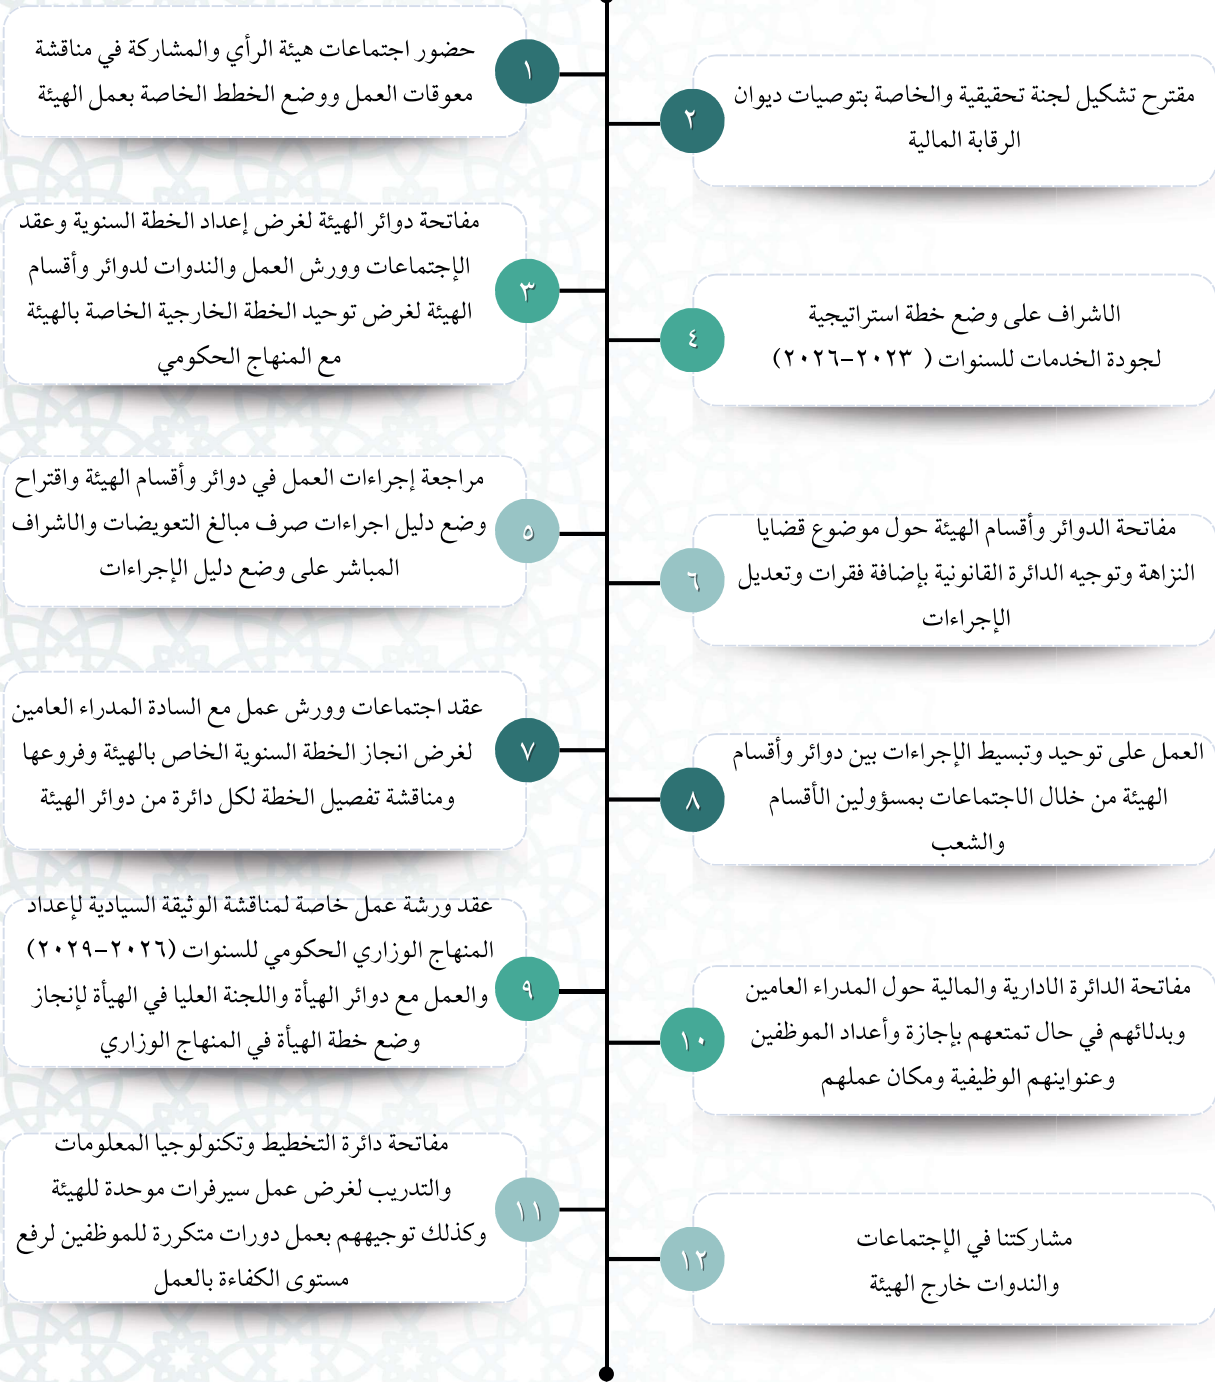 ١
حضور اجتماعات هيئة الرأي والمشاركة في مناقشة
معوقات العمل ووضع الخطط الخاصة بعمل الهيئة
٢
مقترح تشكيل لجنة تحقيقية والخاصة بتوصيات ديوان
الرقابة المالية
٣
مفاتحة دوائر الهيئة لغرض إعداد الخطة السنوية وعقد
الإجتماعات وورش العمل والندوات لدوائر وأقسام
الهيئة لغرض توحيد الخطة الخارجية الخاصة بالهيئة
مع المنهاج الحكومي
٤
الاشراف على وضع خطة استراتيجية
لجودة الخدمات للسنوات ( ٢٠٢٣-٢٠٢٦)
٥
مراجعة إجراءات العمل في دوائر وأقسام الهيئة واقتراح
وضع دليل اجراءات صرف مبالغ التعويضات والاشراف
المباشر على وضع دليل الإجراءات
٦
مفاتحة الدوائر وأقسام الهيئة حول موضوع قضايا
النزاهة وتوجيه الدائرة القانونية بإضافة فقرات وتعديل
الإجراءات
٧
عقد اجتماعات وورش عمل مع السادة المدراء العامين
لغرض انجاز الخطة السنوية الخاص بالهيئة وفروعها
ومناقشة تفصيل الخطة لكل دائرة من دوائر الهيئة
٨
العمل على توحيد وتبسيط الإجراءات بين دوائر وأقسام
الهيئة من خلال الاجتماعات بمسؤولين الأقسام
والشعب
٩
عقد ورشة عمل خاصة لمناقشة الوثيقة السيادية لإعداد
المنهاج الوزاري الحكومي للسنوات (٢٠٢٦-٢٠٢٩)
والعمل مع دوائر الهيأة واللجنة العليا في الهيأة لإنجاز
وضع خطة الهيأة في المنهاج الوزاري
١٠
مفاتحة الدائرة الادارية والمالية حول المدراء العامين
وبدلائهم في حال تمتعهم بإجازة وأعداد الموظفين
وعنواينهم الوظيفية ومكان عملهم
١١
مفاتحة دائرة التخطيط وتكنولوجيا المعلومات
والتدريب لغرض عمل سيرفرات موحدة للهيئة
وكذلك توجيههم بعمل دورات متكررة للموظفين لرفع
مستوى الكفاءة بالعمل
١٢
مشاركتنا في الإجتماعات
والندوات خارج الهيئة